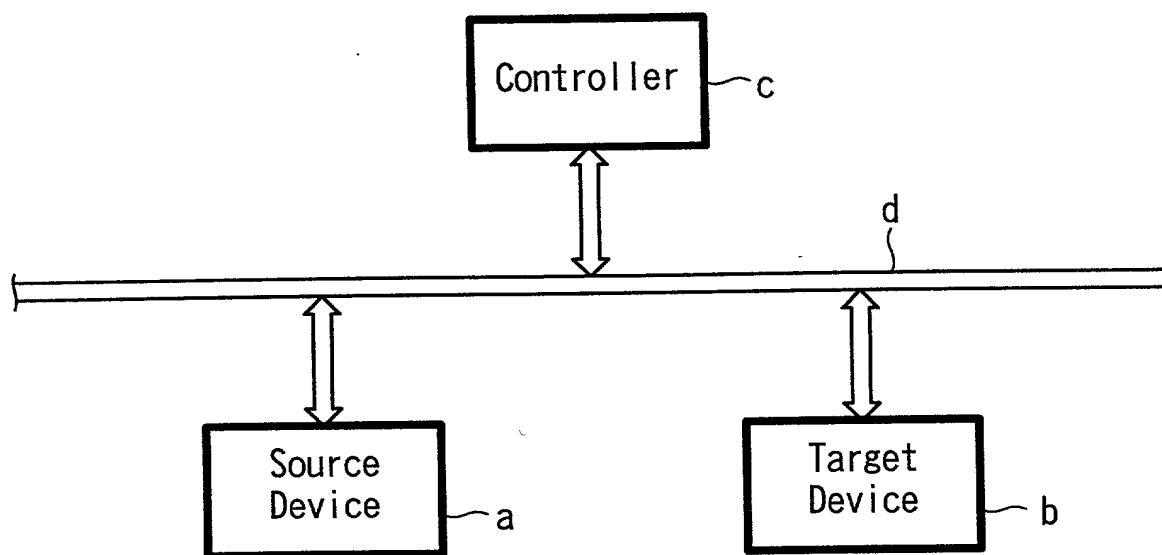 Controller
c
d
Source
Device
a
Target
Device
b